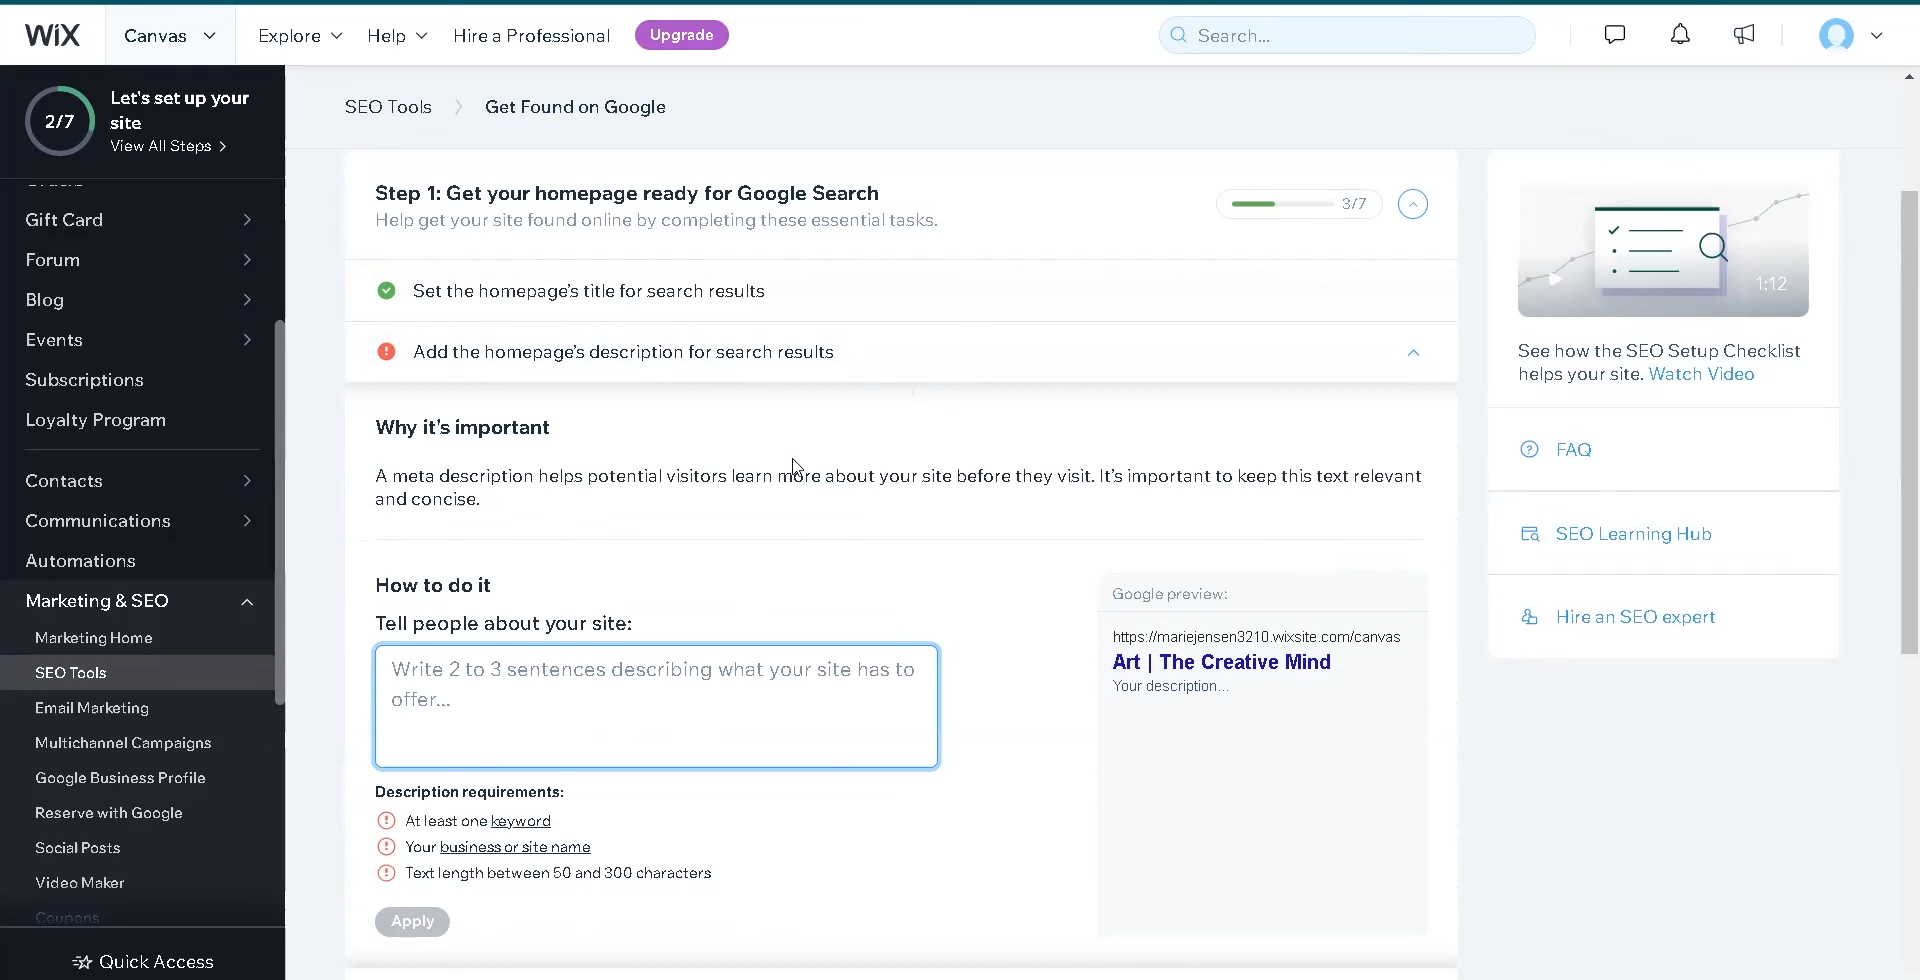 WIX
Canvas
Explore
Help
Hire a Professional
Upgrade
Search...
2/7
Let's set up your
site
View All Steps >
Gift Card
Forum
Blog
Events
Subscriptions
Loyalty Program
Contacts
Communications
Automations
Marketing & SEO
Marketing Home
SEO Tools
Email Marketing
Multichannel Campaigns
Google Business Profile
Reserve with Google
Social Posts
Video Maker
Coupons
Quick Access
SEO Tools > Get Found on Google
Step 1: Get your homepage ready for Google Search
Help get your site found online by completing these essential tasks.
3/7
Set the homepage's title for search results
Add the homepage's description for search results
Why it's important
A meta description helps potential visitors learn more about your site before they visit. It's important to keep this text relevant
and concise.
How to do it
Tell people about your site:
Write 2 to 3 sentences describing what your site has to
offer...
Description requirements:
At least one keyword
Your business or site name
Text length between 50 and 300 characters
Apply
Google preview:
https://mariejensen3210.wixsite.com/canvas
Art | The Creative Mind
Your description...
1:12
See how the SEO Setup Checklist
helps your site. Watch Video
FAQ
SEO Learning Hub
Hire an SEO expert